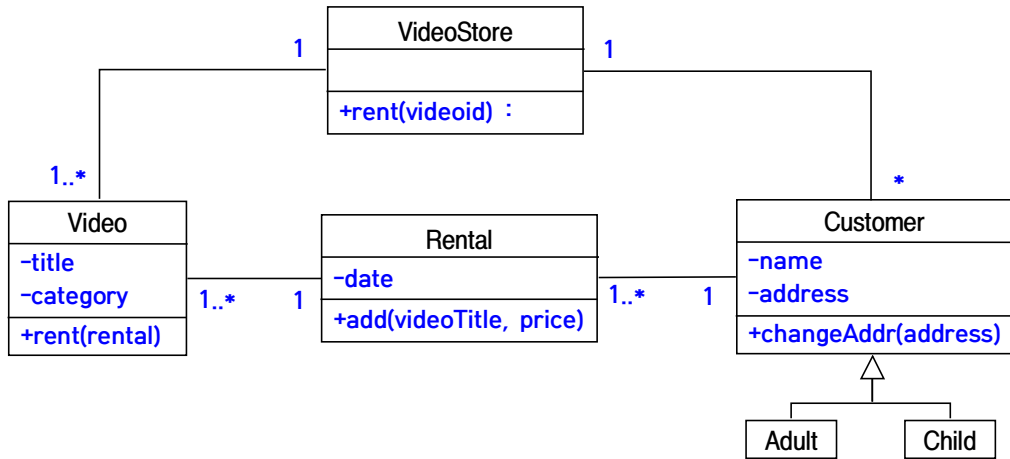 VideoStore
1
1
+rent(videoid) :
1..*
*
Video
-title
-category
+rent(rental)
Rental
-date
+add(videoTitle, price)
1..*
1
1..*
1
Customer
-name
-address
+changeAddr(address)
Adult
Child